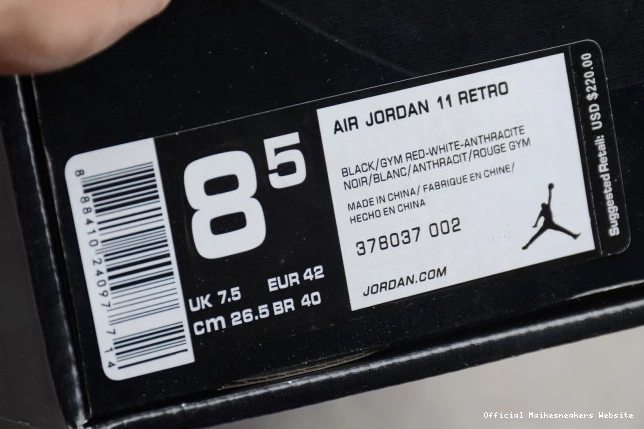 AIR JORDAN 11 RETRO
BLACK/GYM RED-WHITE-ANTHRACITE
NOIR/BLANC/ANTHRACIT/ROUGE GYM
MADE IN CHINA/ FABRIQUE EN CHINE/
HECHO EN CHINA
378037 002
JORDAN.COM
8 5
UK 7.5 EUR 42
cm 26.5 BR 40
8 88410 24097 7 14
Suggested Retail: USD $220.00
Official Maikesneakers Website